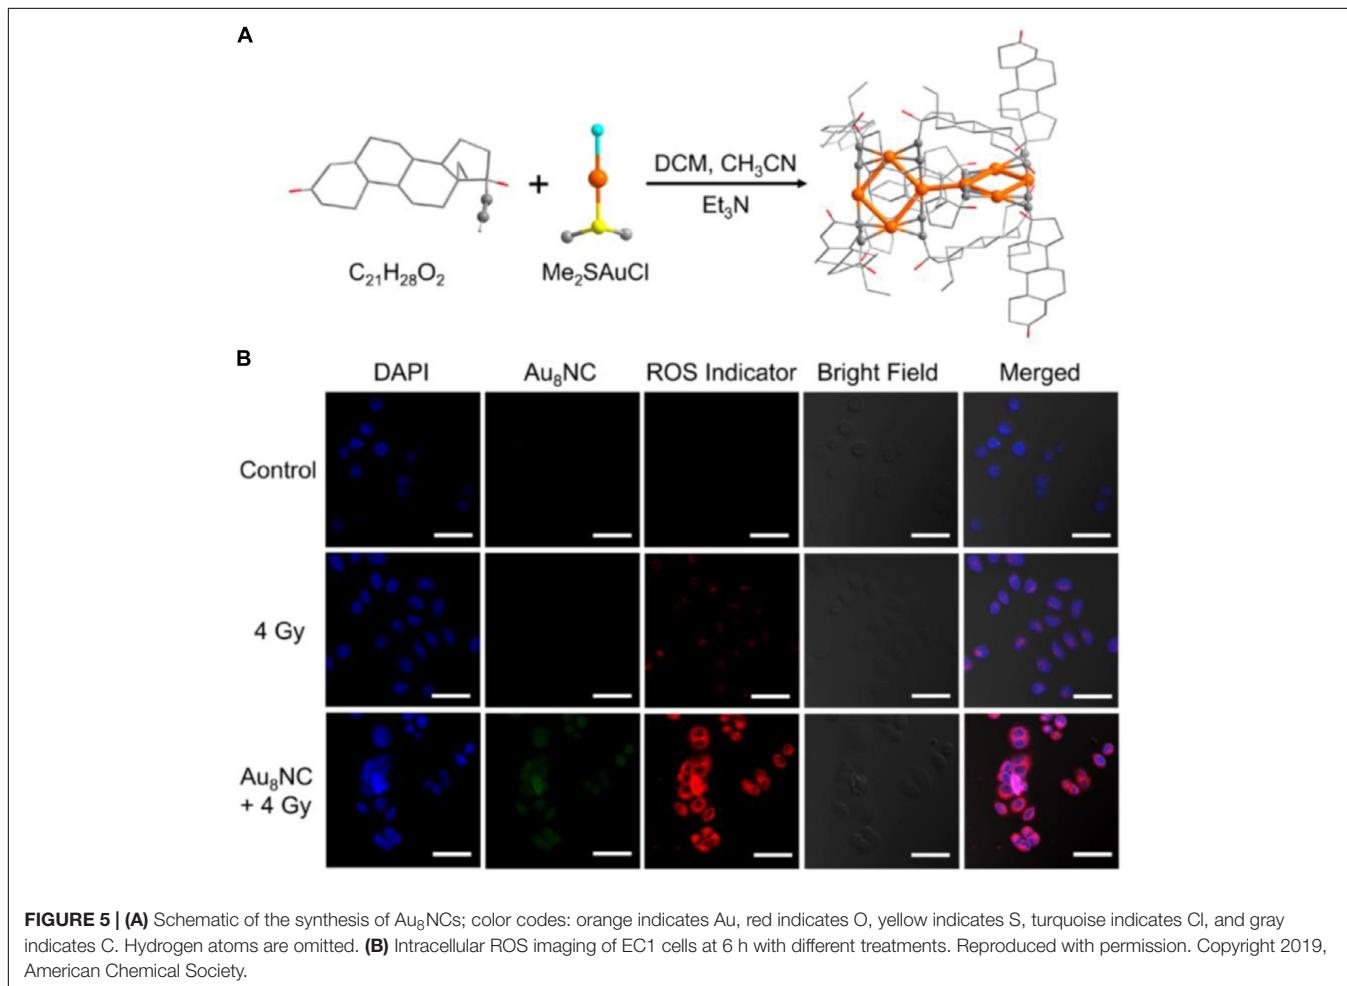 A
+
DCM, CH₃CN
Et₃N
C₂₁H₂₈O₂
Me₂SAuCl
B
DAPI Au₈NC ROS Indicator Bright Field Merged
Control
4 Gy
Au₈NC
+ 4 Gy
FIGURE 5 | (A) Schematic of the synthesis of Au₈NCs; color codes: orange indicates Au, red indicates O, yellow indicates S, turquoise indicates Cl, and gray
indicates C. Hydrogen atoms are omitted. (B) Intracellular ROS imaging of EC1 cells at 6 h with different treatments. Reproduced with permission. Copyright 2019,
American Chemical Society.